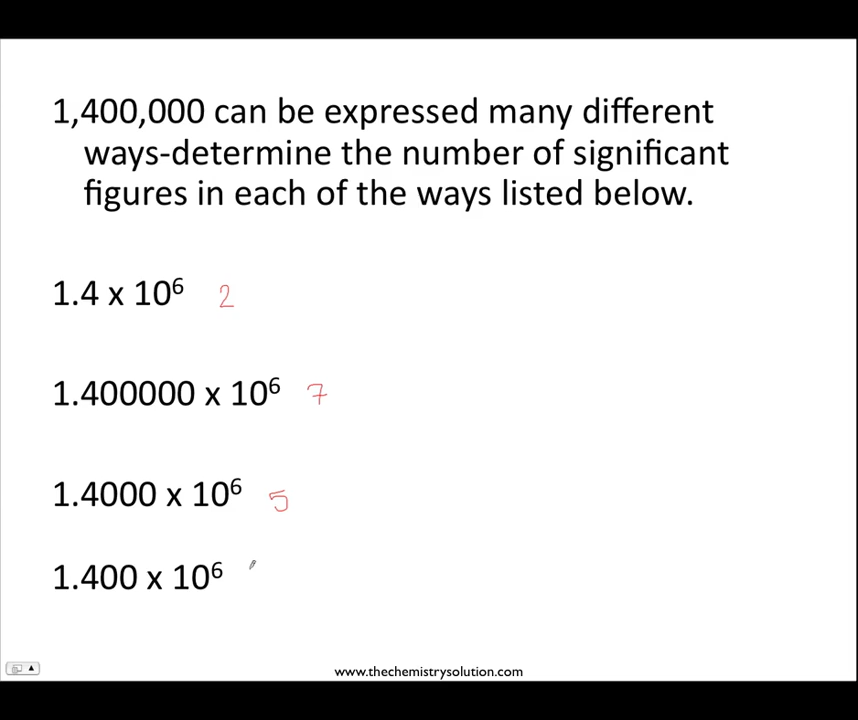 1,400,000 can be expressed many different
ways-determine the number of significant
figures in each of the ways listed below.
1.4 x 10⁶ 2
1.400000 x 10⁶ 7
1.4000 x 10⁶ 5
1.400 x 10⁶
www.thechemistrysolution.com